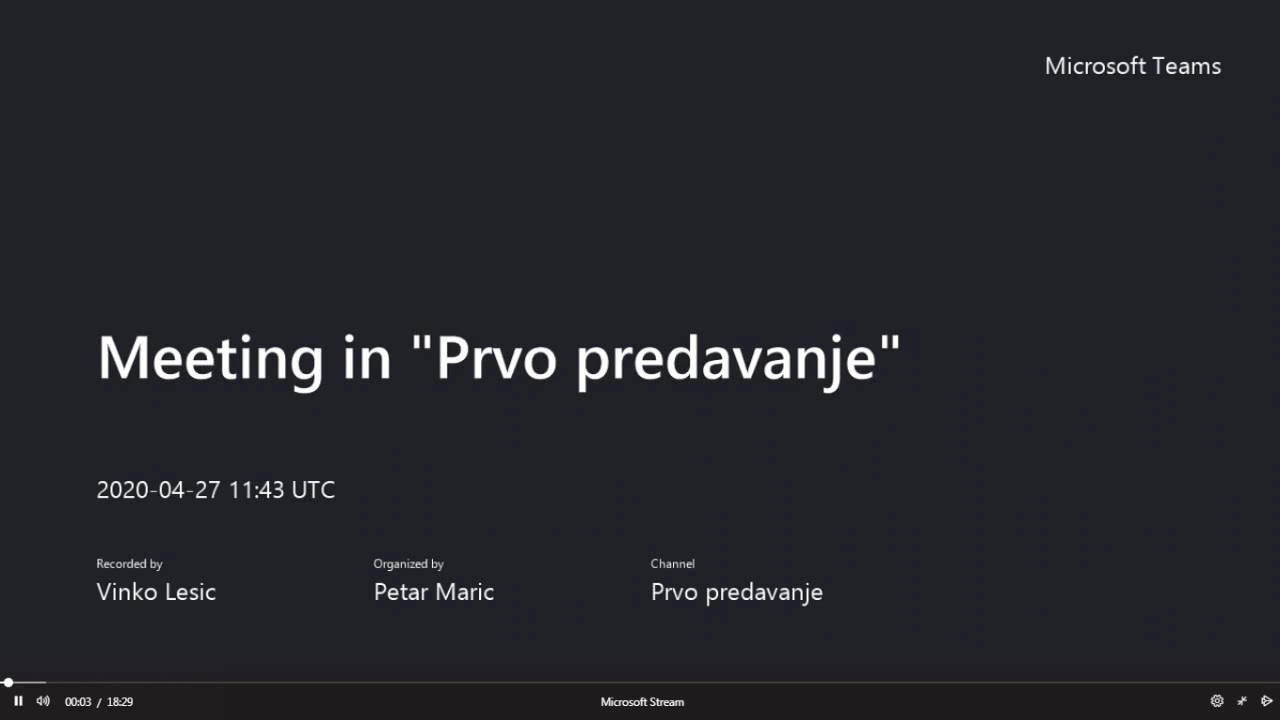 Microsoft Teams
Meeting in "Prvo predavanje"
2020-04-27 11:43 UTC
Recorded by
Vinko Lesic
Organized by
Petar Maric
Channel
Prvo predavanje
00:03 / 18:29
Microsoft Stream